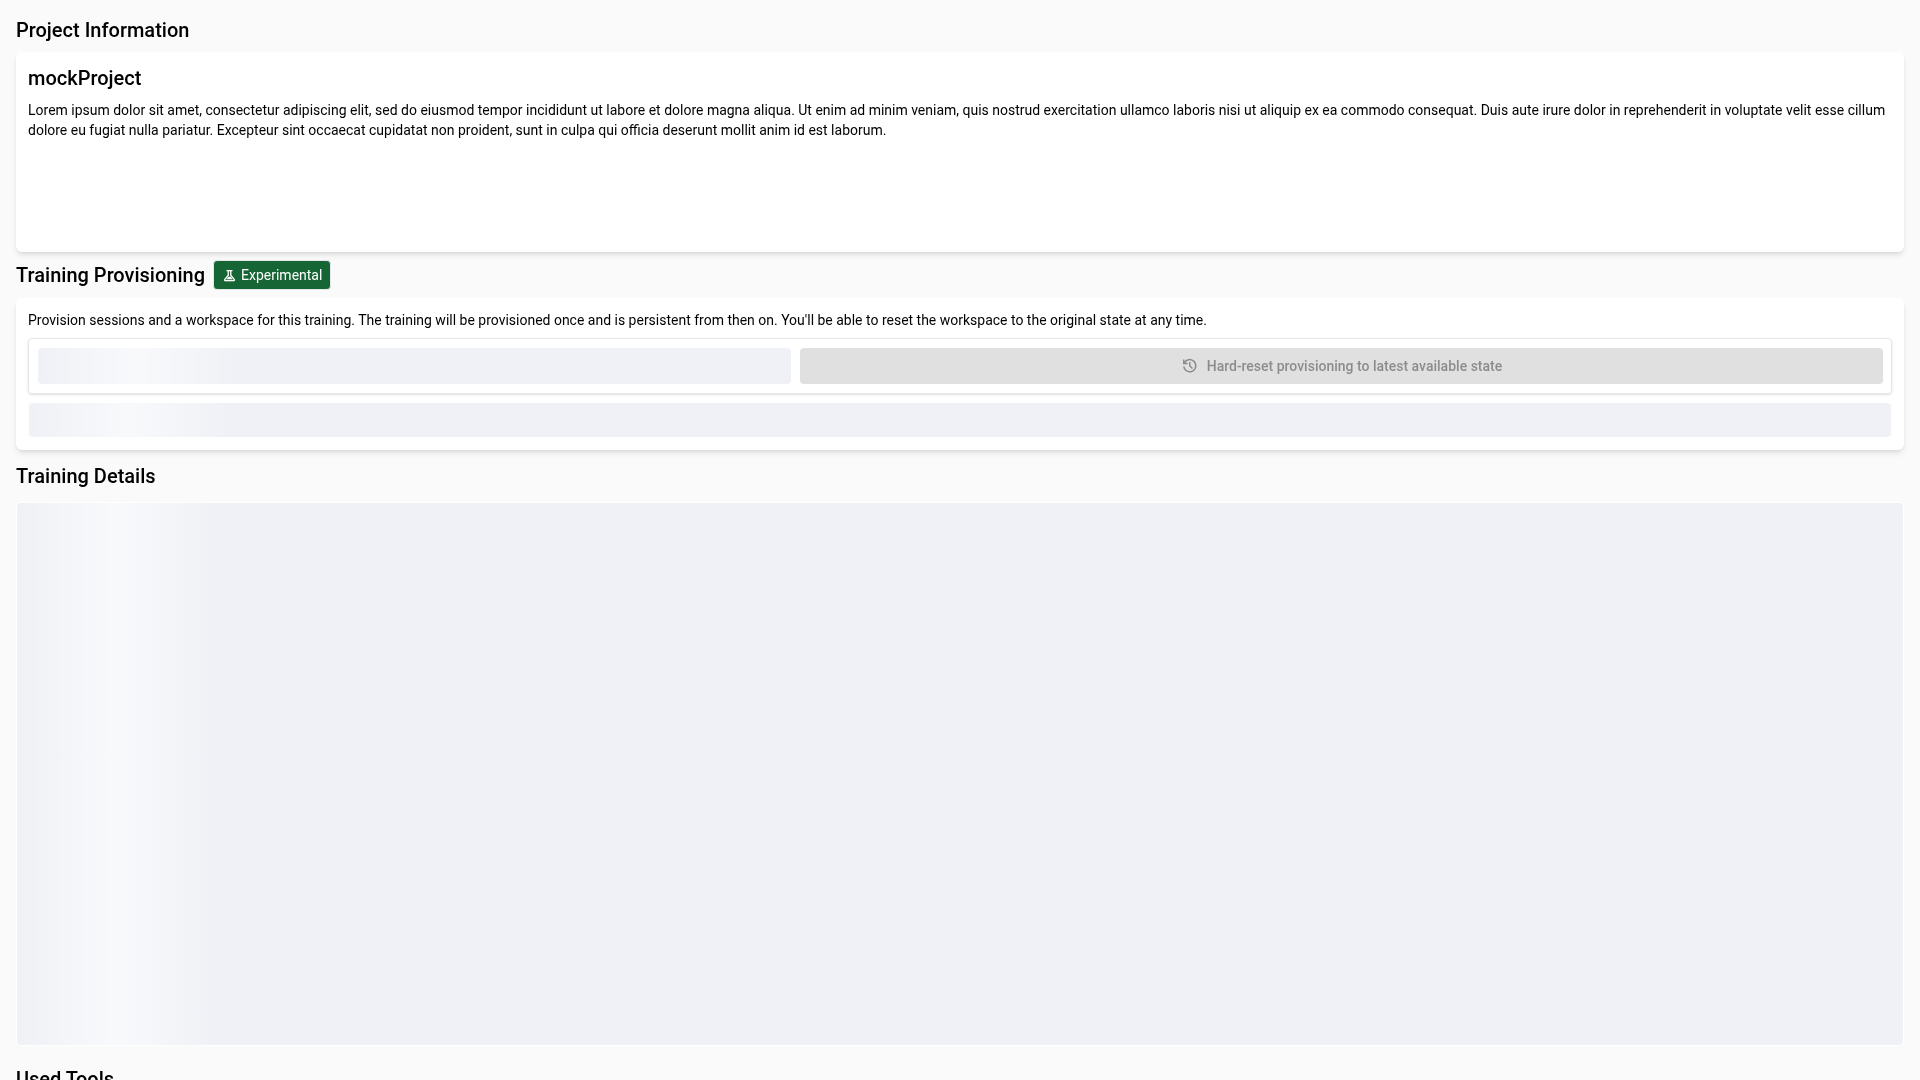 Project Information
mockProject
Lorem ipsum dolor sit amet, consectetur adipiscing elit, sed do eiusmod tempor incididunt ut labore et dolore magna aliqua. Ut enim ad minim veniam, quis nostrud exercitation ullamco laboris nisi ut aliquip ex ea commodo consequat. Duis aute irure dolor in reprehenderit in voluptate velit esse cillum
dolore eu fugiat nulla pariatur. Excepteur sint occaecat cupidatat non proident, sunt in culpa qui officia deserunt mollit anim id est laborum.
Training Provisioning Experimental
Provision sessions and a workspace for this training. The training will be provisioned once and is persistent from then on. You'll be able to reset the workspace to the original state at any time.
Hard-reset provisioning to latest available state
Training Details
Used Tools